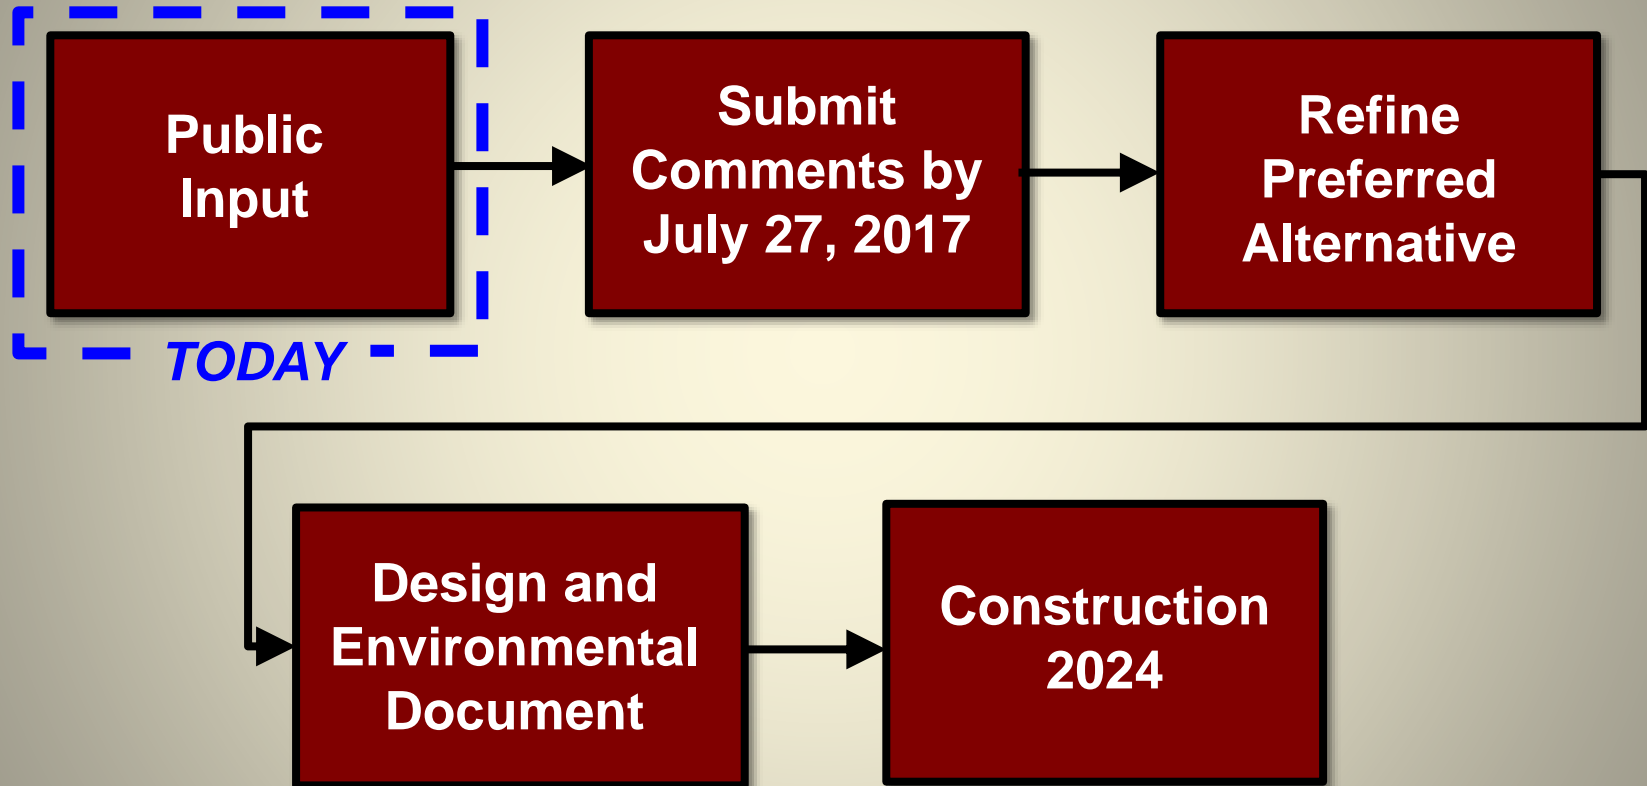 Public
Input
TODAY
Submit
Comments by
July 27, 2017
Refine
Preferred
Alternative
Design and
Environmental
Document
Construction
2024